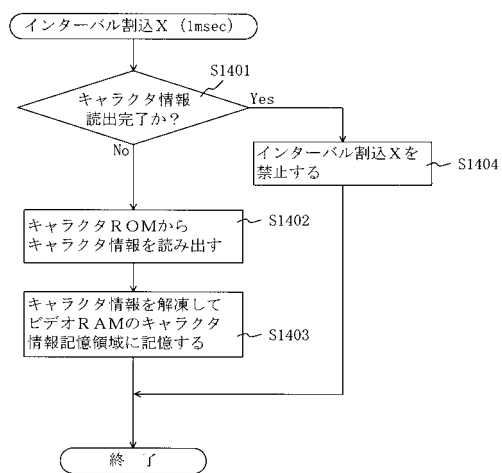 インターバル割込X (1msec)
S1401
キャラクタ情報
読出完了か?
Yes
No
インターバル割込Xを
禁止する
S1404
キャラクタROMから
キャラクタ情報を読み出す
S1402
キャラクタ情報を解凍して
ビデオRAMのキャラクタ
情報記憶領域に記憶する
S1403
終 了